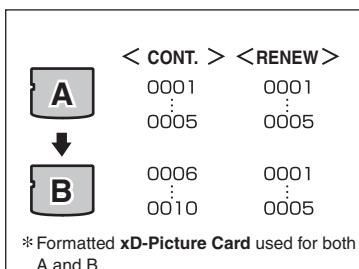 < CONT. > <RENEW>
A 0001 0001
0005 0005
B 0006 0001
0010 0005
*Formatted xD-Picture Card used for both
A and B